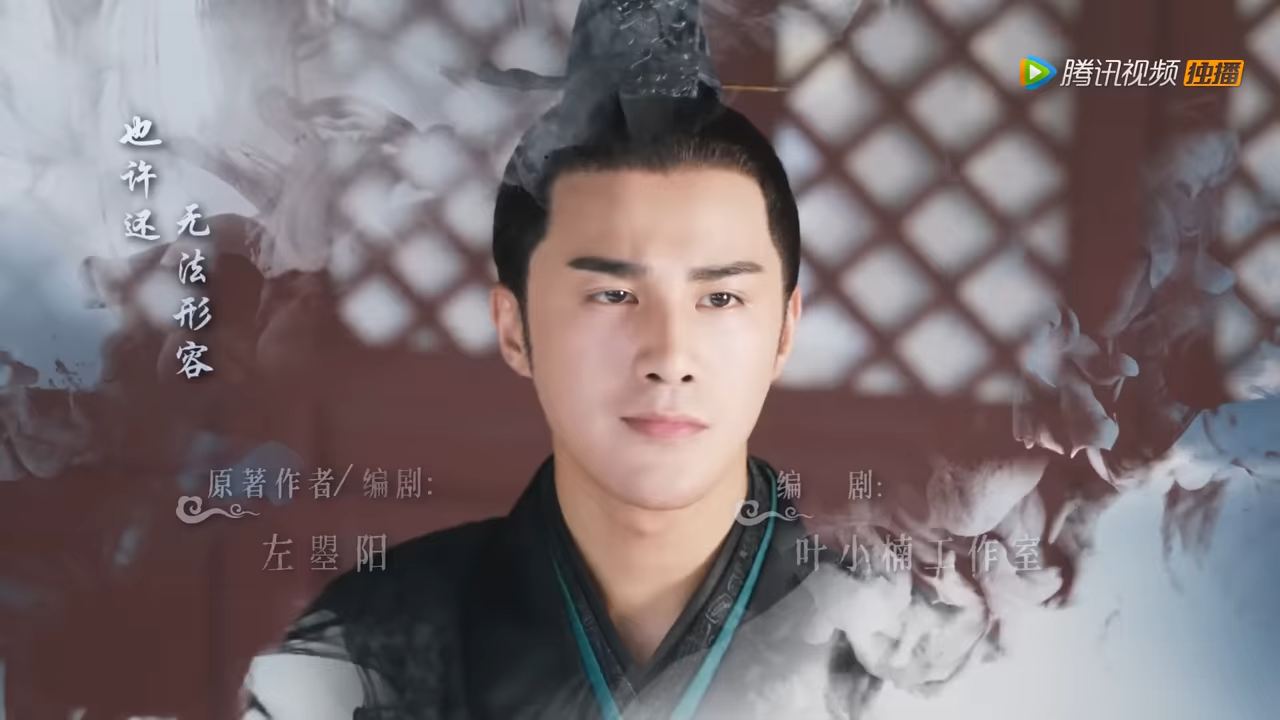 腾讯视频 独播
也许还
无法形容
原著作者/编剧:
左曌阳
编 剧:
叶小楠工作室